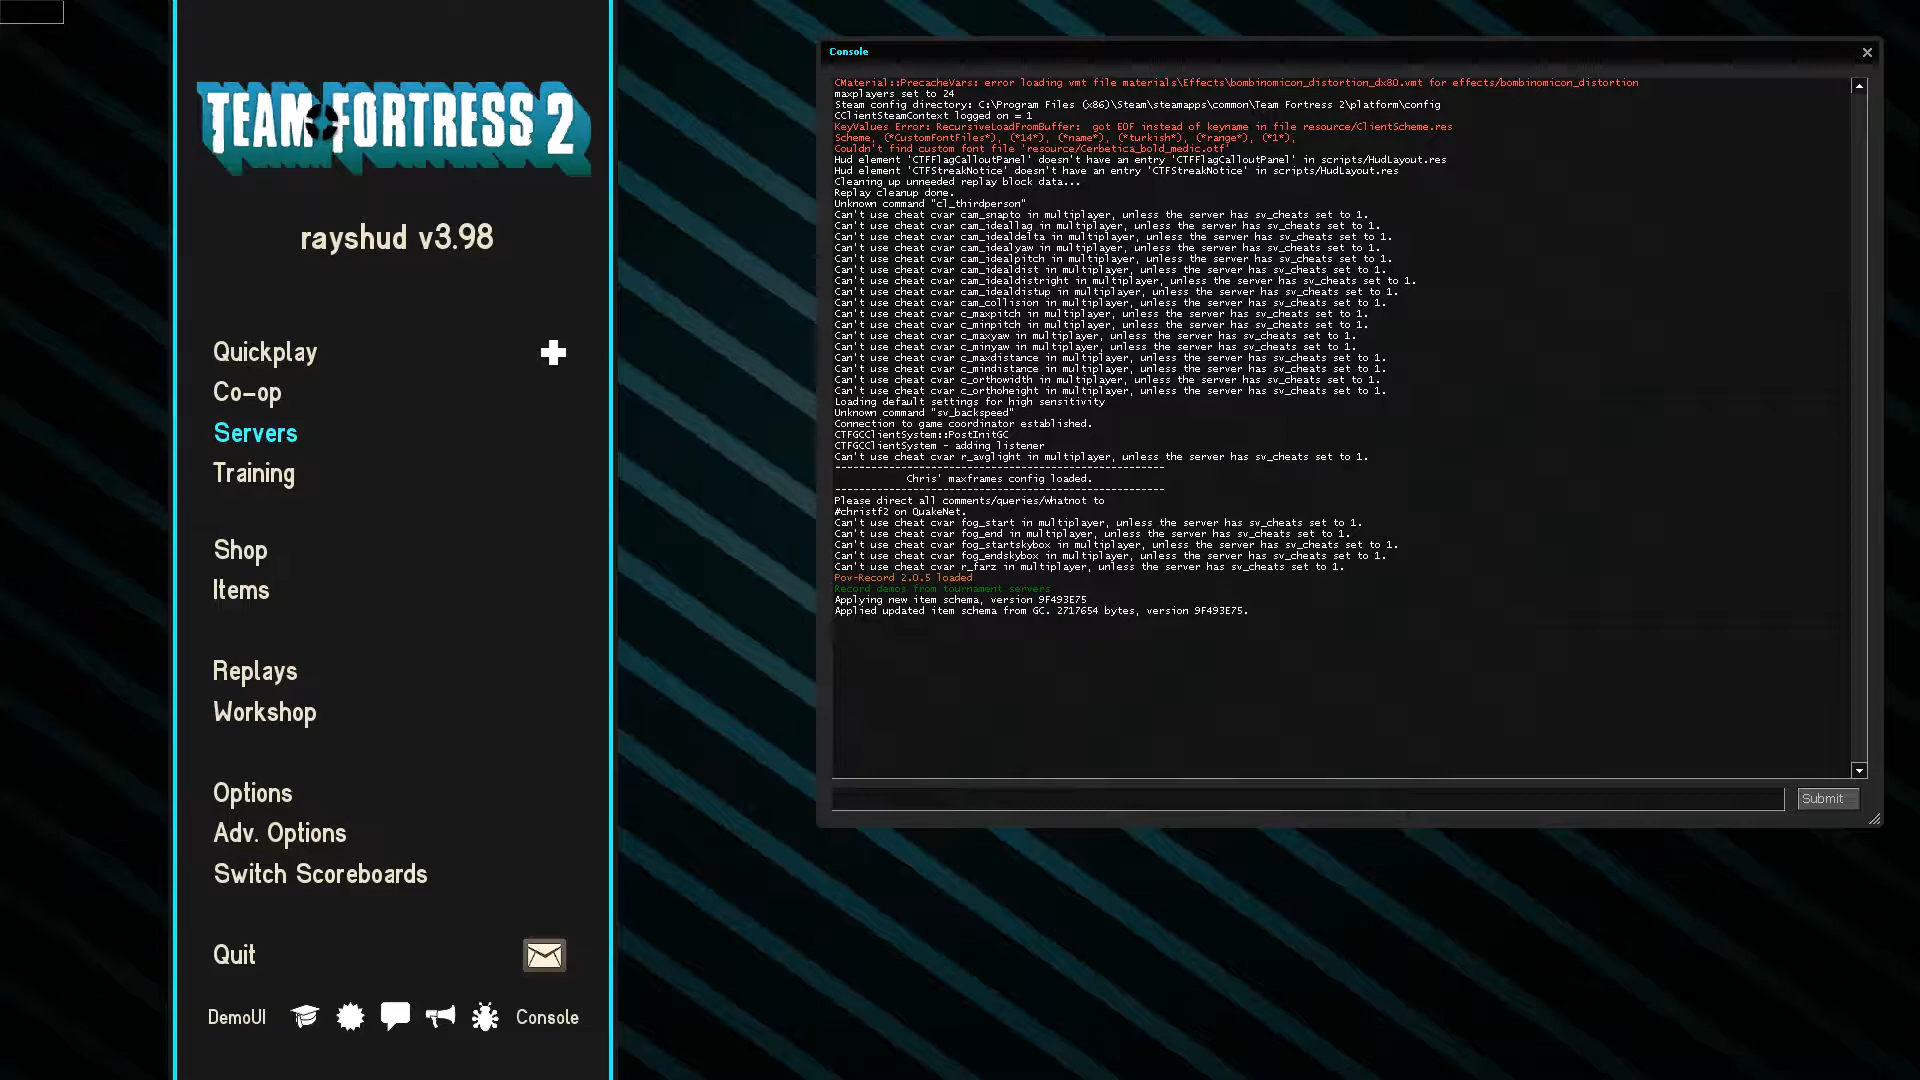 TEAM FORTRESS 2
rayshud v3.98
Quickplay
Co-op
Servers
Training
Shop
Items
Replays
Workshop
Options
Adv. Options
Switch Scoreboards
Quit
DemoUI
Console
Console
CMaterial::PrecacheVars: error loading vmt file materials\Effects\bombinomicon_distortion_dx80.vmt for effects/bombinomicon_distortion
maxplayers set to 24
Steam config directory: C:\Program Files (x86)\Steam\steamapps\common\Team Fortress 2\platform\config
CClientSteamContext logged on = 1
KeyValues Error: RecursiveLoadFromBuffer:  got EOF instead of keyname in file resource/ClientScheme.res
Scheme, (*CustomFontFiles*), (*14*), (*name*), (*turkish*), (*range*), (*1*),
Couldn't find custom font file 'resource/Cerbetica_bold_medic.otf'
Hud element 'CTFFlagCalloutPanel' doesn't have an entry 'CTFFlagCalloutPanel' in scripts/HudLayout.res
Hud element 'CTFStreakNotice' doesn't have an entry 'CTFStreakNotice' in scripts/HudLayout.res
Cleaning up unneeded replay block data...
Replay cleanup done.
Unknown command "cl_thirdperson"
Can't use cheat cvar cam_snapto in multiplayer, unless the server has sv_cheats set to 1.
Can't use cheat cvar cam_ideallag in multiplayer, unless the server has sv_cheats set to 1.
Can't use cheat cvar cam_idealdelta in multiplayer, unless the server has sv_cheats set to 1.
Can't use cheat cvar cam_idealyaw in multiplayer, unless the server has sv_cheats set to 1.
Can't use cheat cvar cam_idealpitch in multiplayer, unless the server has sv_cheats set to 1.
Can't use cheat cvar cam_idealdist in multiplayer, unless the server has sv_cheats set to 1.
Can't use cheat cvar cam_idealdistright in multiplayer, unless the server has sv_cheats set to 1.
Can't use cheat cvar cam_idealdistup in multiplayer, unless the server has sv_cheats set to 1.
Can't use cheat cvar cam_collision in multiplayer, unless the server has sv_cheats set to 1.
Can't use cheat cvar c_maxpitch in multiplayer, unless the server has sv_cheats set to 1.
Can't use cheat cvar c_minpitch in multiplayer, unless the server has sv_cheats set to 1.
Can't use cheat cvar c_maxyaw in multiplayer, unless the server has sv_cheats set to 1.
Can't use cheat cvar c_minyaw in multiplayer, unless the server has sv_cheats set to 1.
Can't use cheat cvar c_maxdistance in multiplayer, unless the server has sv_cheats set to 1.
Can't use cheat cvar c_mindistance in multiplayer, unless the server has sv_cheats set to 1.
Can't use cheat cvar c_orthowidth in multiplayer, unless the server has sv_cheats set to 1.
Can't use cheat cvar c_orthoheight in multiplayer, unless the server has sv_cheats set to 1.
Loading default settings for high sensitivity
Unknown command "sv_backspeed"
Connection to game coordinator established.
CTFGCClientSystem::PostInitGC
CTFGCClientSystem - adding listener
Can't use cheat cvar r_avglight in multiplayer, unless the server has sv_cheats set to 1.
-------------------------------------------------------
Chris' maxframes config loaded.
-------------------------------------------------------
Please direct all comments/queries/whatnot to
#christf2 on QuakeNet.
Can't use cheat cvar fog_start in multiplayer, unless the server has sv_cheats set to 1.
Can't use cheat cvar fog_end in multiplayer, unless the server has sv_cheats set to 1.
Can't use cheat cvar fog_startskybox in multiplayer, unless the server has sv_cheats set to 1.
Can't use cheat cvar fog_endskybox in multiplayer, unless the server has sv_cheats set to 1.
Can't use cheat cvar r_farz in multiplayer, unless the server has sv_cheats set to 1.
Pov-Record 2.0.5 loaded
Record demos from tournament servers
Applying new item schema, version 9F493E75
Applied updated item schema from GC. 2717654 bytes, version 9F493E75.
Submit